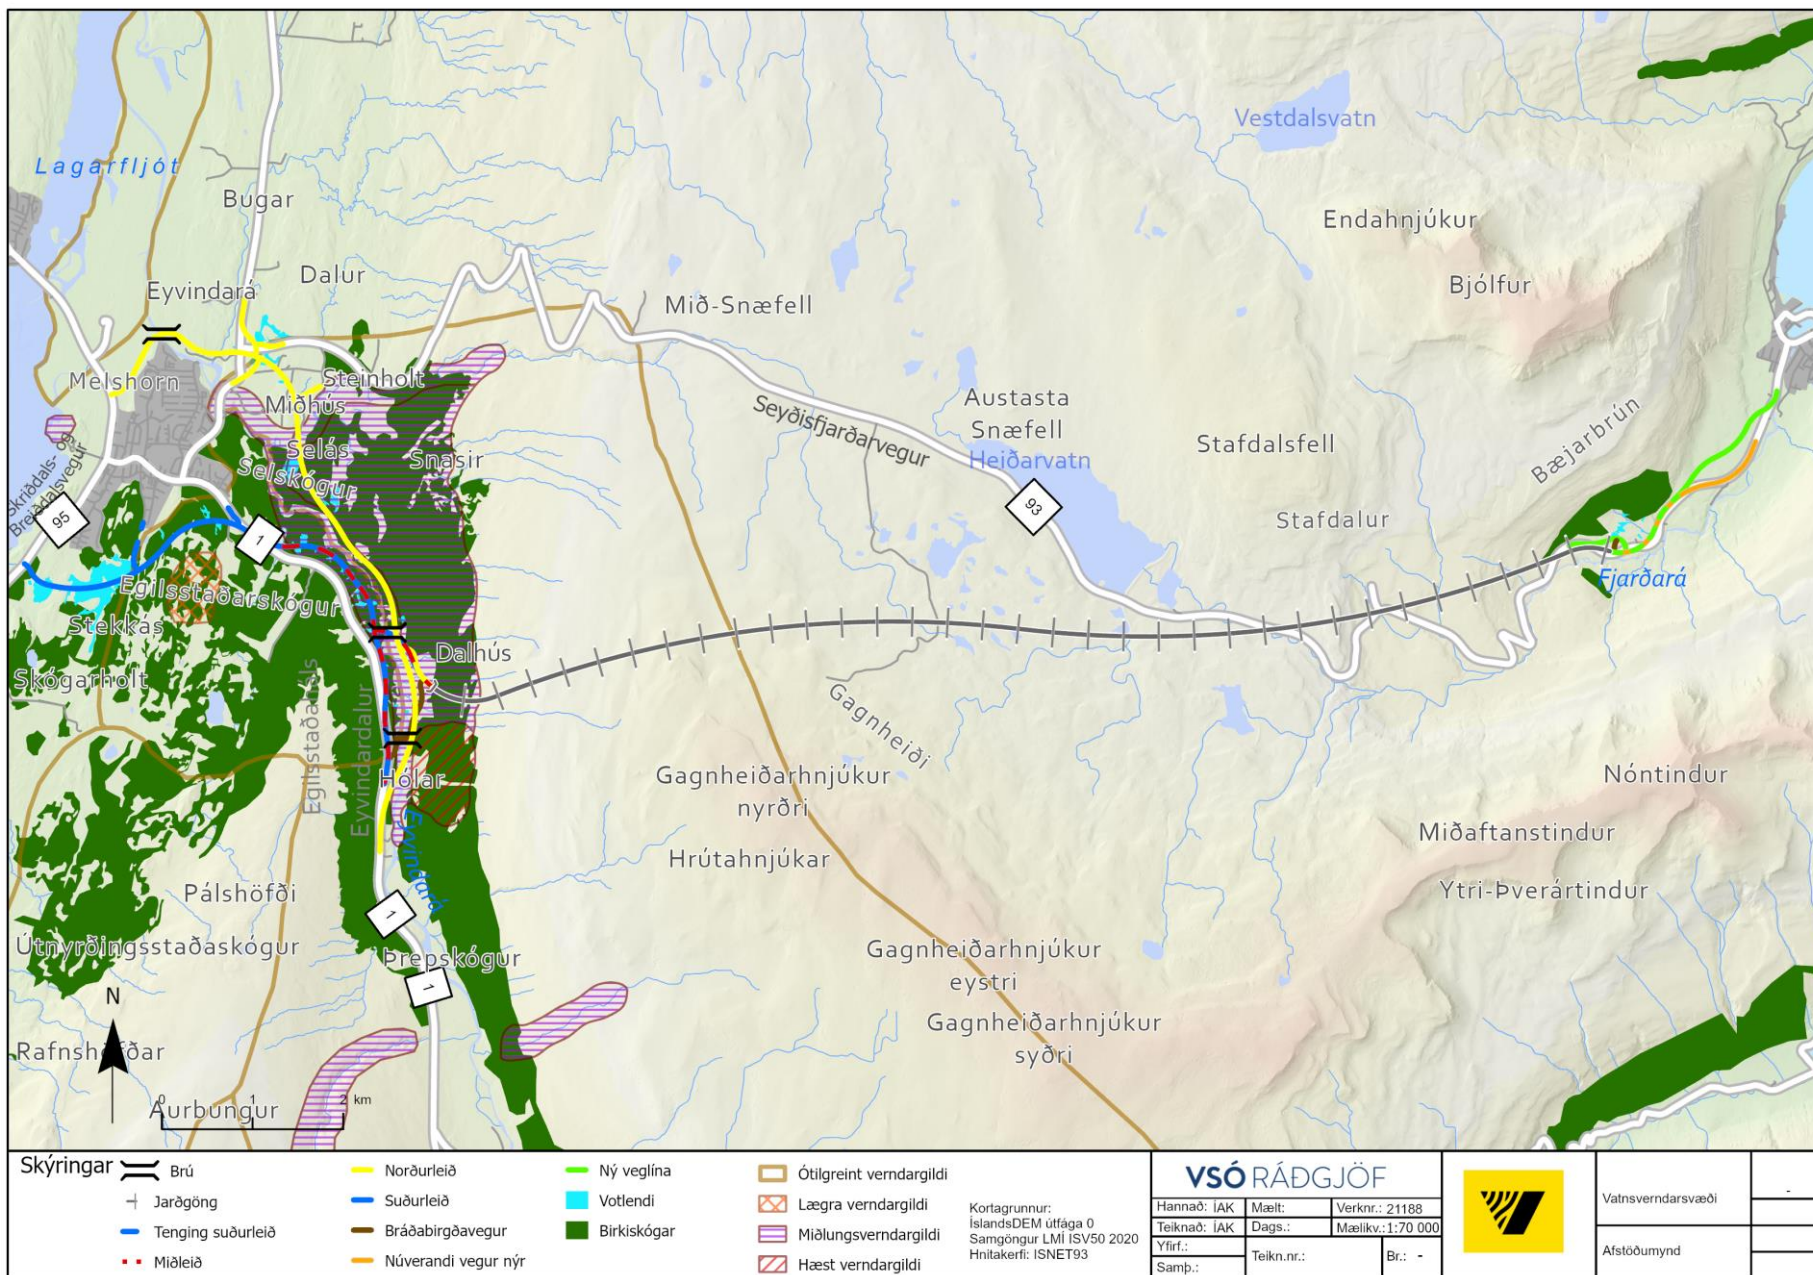 Vestdalsvatn
Lagarfljót
Bugar
Endahnjúkur
Dalur
Eyvindará
Bjólfur
Mið-Snæfell
Melshorn
Steinholt
Miðhús
Austasta
Snæfell
Seyðisfjarðarvegur
Bæjarbrún
Selás
Snasir
Stafdalsfell
Heiðarvatn
Selskógur
Skriðdals- og
Breiðdalsvegur
95
93
Stafdalur
1
Egilsstaðarskógur
Fjarðará
Stekkás
Dalhús
Skógarholt
Egilsstaðaháls
Eyvindardalur
Gagnheiði
Hólar
Gagnheiðarhnjúkur
nyrðri
Nóntindur
Eyvindará
Miðaftanstindur
Hrútahnjúkar
Pálshöfði
Ytri-Þverártindur
1
Útnyrðingsstaðaskógur
Þrepskógur
Gagnheiðarhnjúkur
eystri
1
N
Gagnheiðarhnjúkur
syðri
Rafnshöfðar
Aurbungur
0 1 2 km
Skýringar
Brú
Jarðgöng
Tenging suðurleið
Miðleið
Norðurleið
Suðurleið
Bráðabirgðavegur
Núverandi vegur nýr
Ný veglína
Votlendi
Birkiskógar
Ótilgreint verndargildi
Lægra verndargildi
Miðlungsverndargildi
Hæst verndargildi
Kortagrunnur:
ÍslandsDEM útfága 0
Samgöngur LMÍ ISV50 2020
Hnitakerfi: ISNET93
VSÓ RÁÐGJÖF
Hannað: ÍAK Mælt: Verknr.: 21188
Teiknað: ÍAK Dags.: Mælikv.:1:70 000
Yfirf.: Teikn.nr.: Br.: -
Samþ.:
Vatnsverndarsvæði -
Afstöðumynd